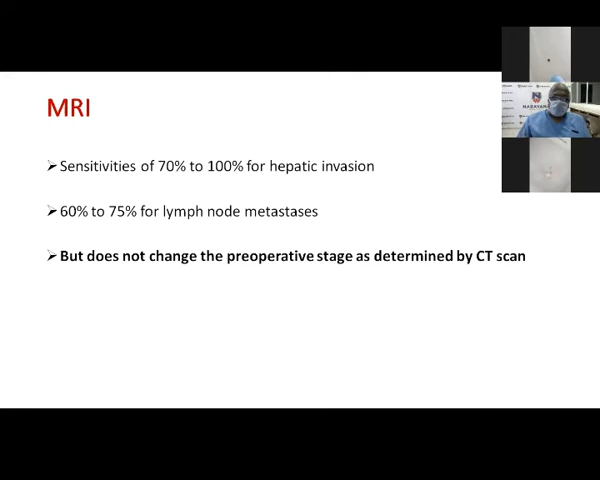 MRI
➢Sensitivities of 70% to 100% for hepatic invasion
➢60% to 75% for lymph node metastases
➢But does not change the preoperative stage as determined by CT scan